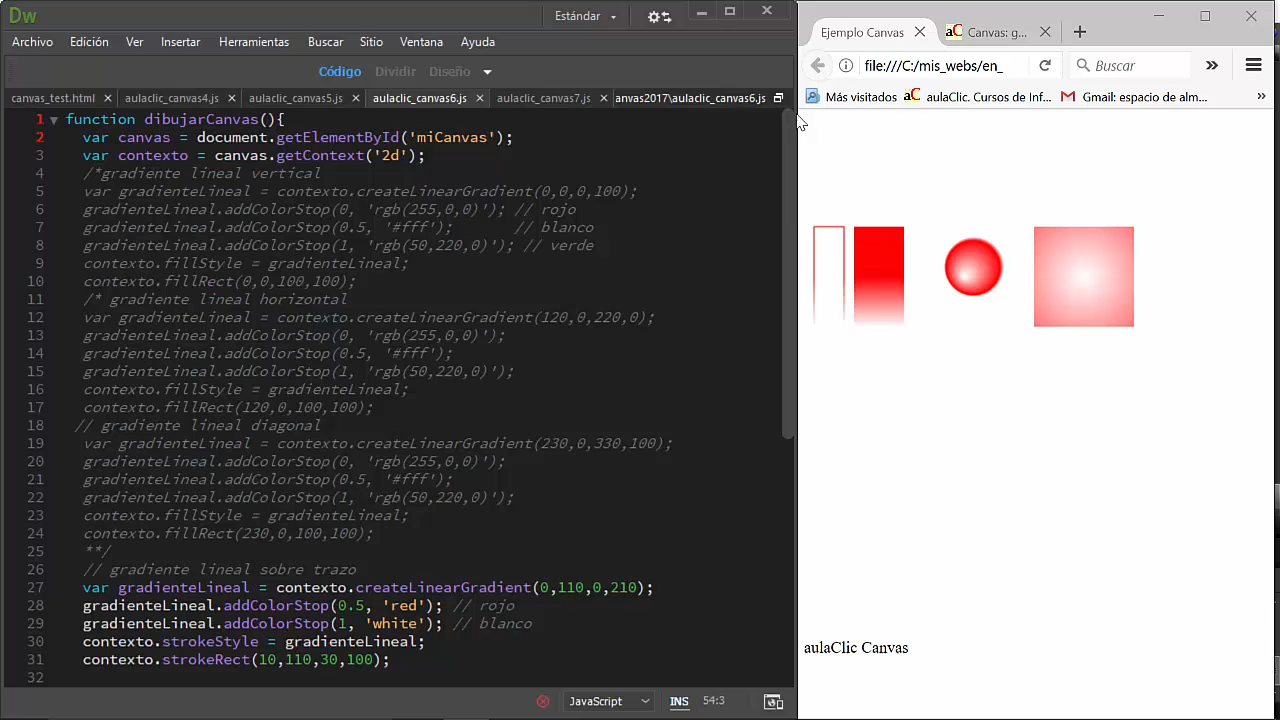 Dw
Estándar
Archivo Edición Ver Insertar Herramientas Buscar Sitio Ventana Ayuda
Código Dividir Diseño
canvas_test.html aulaclic_canvas4.js aulaclic_canvas5.js aulaclic_canvas6.js aulaclic_canvas7.js anvas2017\aulaclic_canvas6.js
1 function dibujarCanvas(){
2 var canvas = document.getElementById('miCanvas');
3 var contexto = canvas.getContext('2d');
4 /*gradiente lineal vertical
5 var gradienteLineal = contexto.createLinearGradient(0,0,0,100);
6 gradienteLineal.addColorStop(0, 'rgb(255,0,0)'); // rojo
7 gradienteLineal.addColorStop(0.5, '#fff'); // blanco
8 gradienteLineal.addColorStop(1, 'rgb(50,220,0)'); // verde
9 contexto.fillStyle = gradienteLineal;
10 contexto.fillRect(0,0,100,100);
11 /* gradiente lineal horizontal
12 var gradienteLineal = contexto.createLinearGradient(120,0,220,0);
13 gradienteLineal.addColorStop(0, 'rgb(255,0,0)');
14 gradienteLineal.addColorStop(0.5, '#fff');
15 gradienteLineal.addColorStop(1, 'rgb(50,220,0)');
16 contexto.fillStyle = gradienteLineal;
17 contexto.fillRect(120,0,100,100);
18 // gradiente lineal diagonal
19 var gradienteLineal = contexto.createLinearGradient(230,0,330,100);
20 gradienteLineal.addColorStop(0, 'rgb(255,0,0)');
21 gradienteLineal.addColorStop(0.5, '#fff');
22 gradienteLineal.addColorStop(1, 'rgb(50,220,0)');
23 contexto.fillStyle = gradienteLineal;
24 contexto.fillRect(230,0,100,100);
25 **/
26 // gradiente lineal sobre trazo
27 var gradienteLineal = contexto.createLinearGradient(0,110,0,210);
28 gradienteLineal.addColorStop(0.5, 'red'); // rojo
29 gradienteLineal.addColorStop(1, 'white'); // blanco
30 contexto.strokeStyle = gradienteLineal;
31 contexto.strokeRect(10,110,30,100);
32
JavaScript INS 54:3
Ejemplo Canvas aC Canvas: g...
file:///C:/mis_webs/en_ Buscar
Más visitados aC aulaClic. Cursos de Inf... Gmail: espacio de alm...
aulaClic Canvas